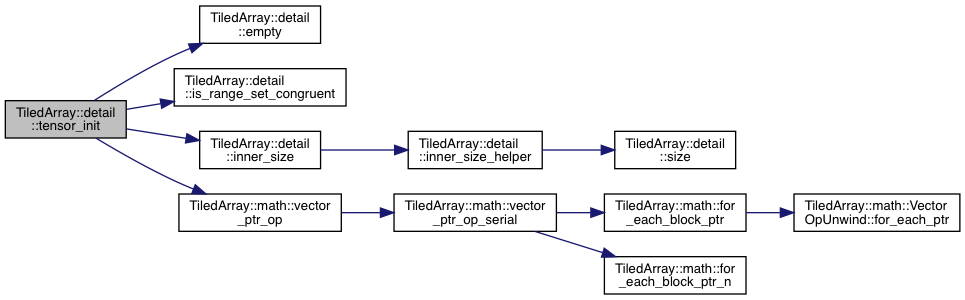 TiledArray::detail
::empty
TiledArray::detail
::is_range_set_congruent
TiledArray::detail
::tensor_init
TiledArray::detail
::inner_size
TiledArray::detail
::inner_size_helper
TiledArray::detail
::size
TiledArray::math::vector
_ptr_op
TiledArray::math::vector
_ptr_op_serial
TiledArray::math::for
_each_block_ptr
TiledArray::math::Vector
OpUnwind::for_each_ptr
TiledArray::math::for
_each_block_ptr_n